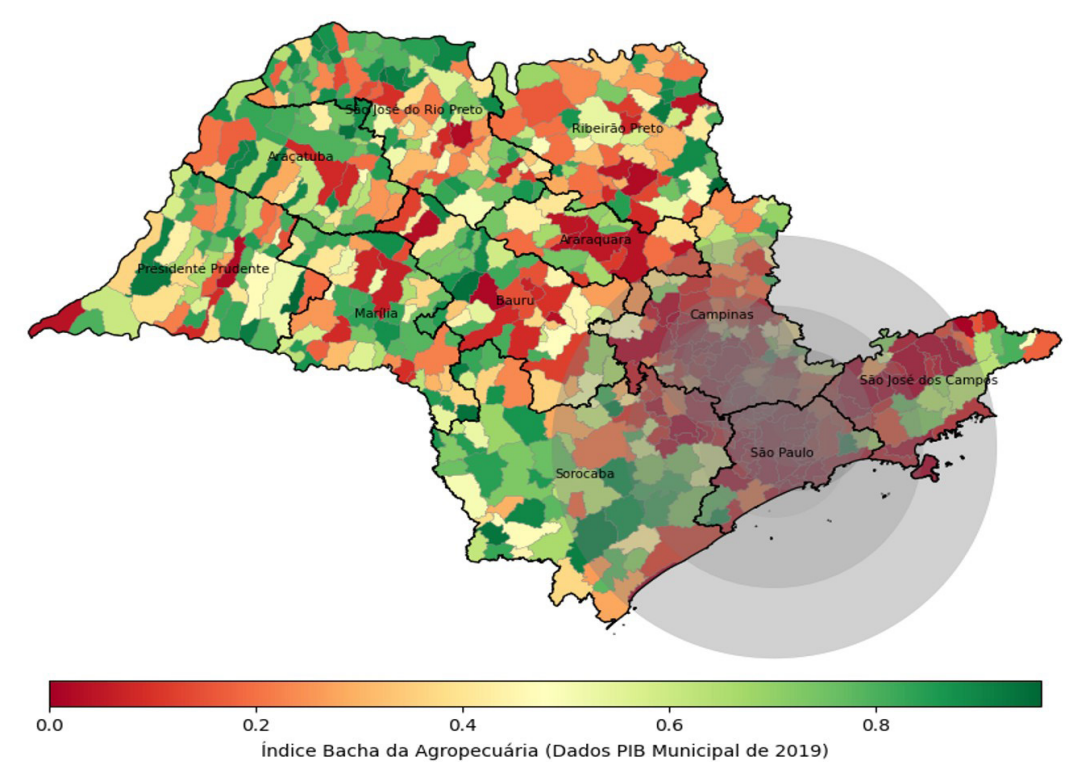 São José do Rio Preto
Ribeirão Preto
Araçatuba
Araraquara
Presidente Prudente
Bauru
Marília
Campinas
São José dos Campos
São Paulo
Sorocaba
0.0 0.2 0.4 0.6 0.8
Índice Bacha da Agropecuária (Dados PIB Municipal de 2019)